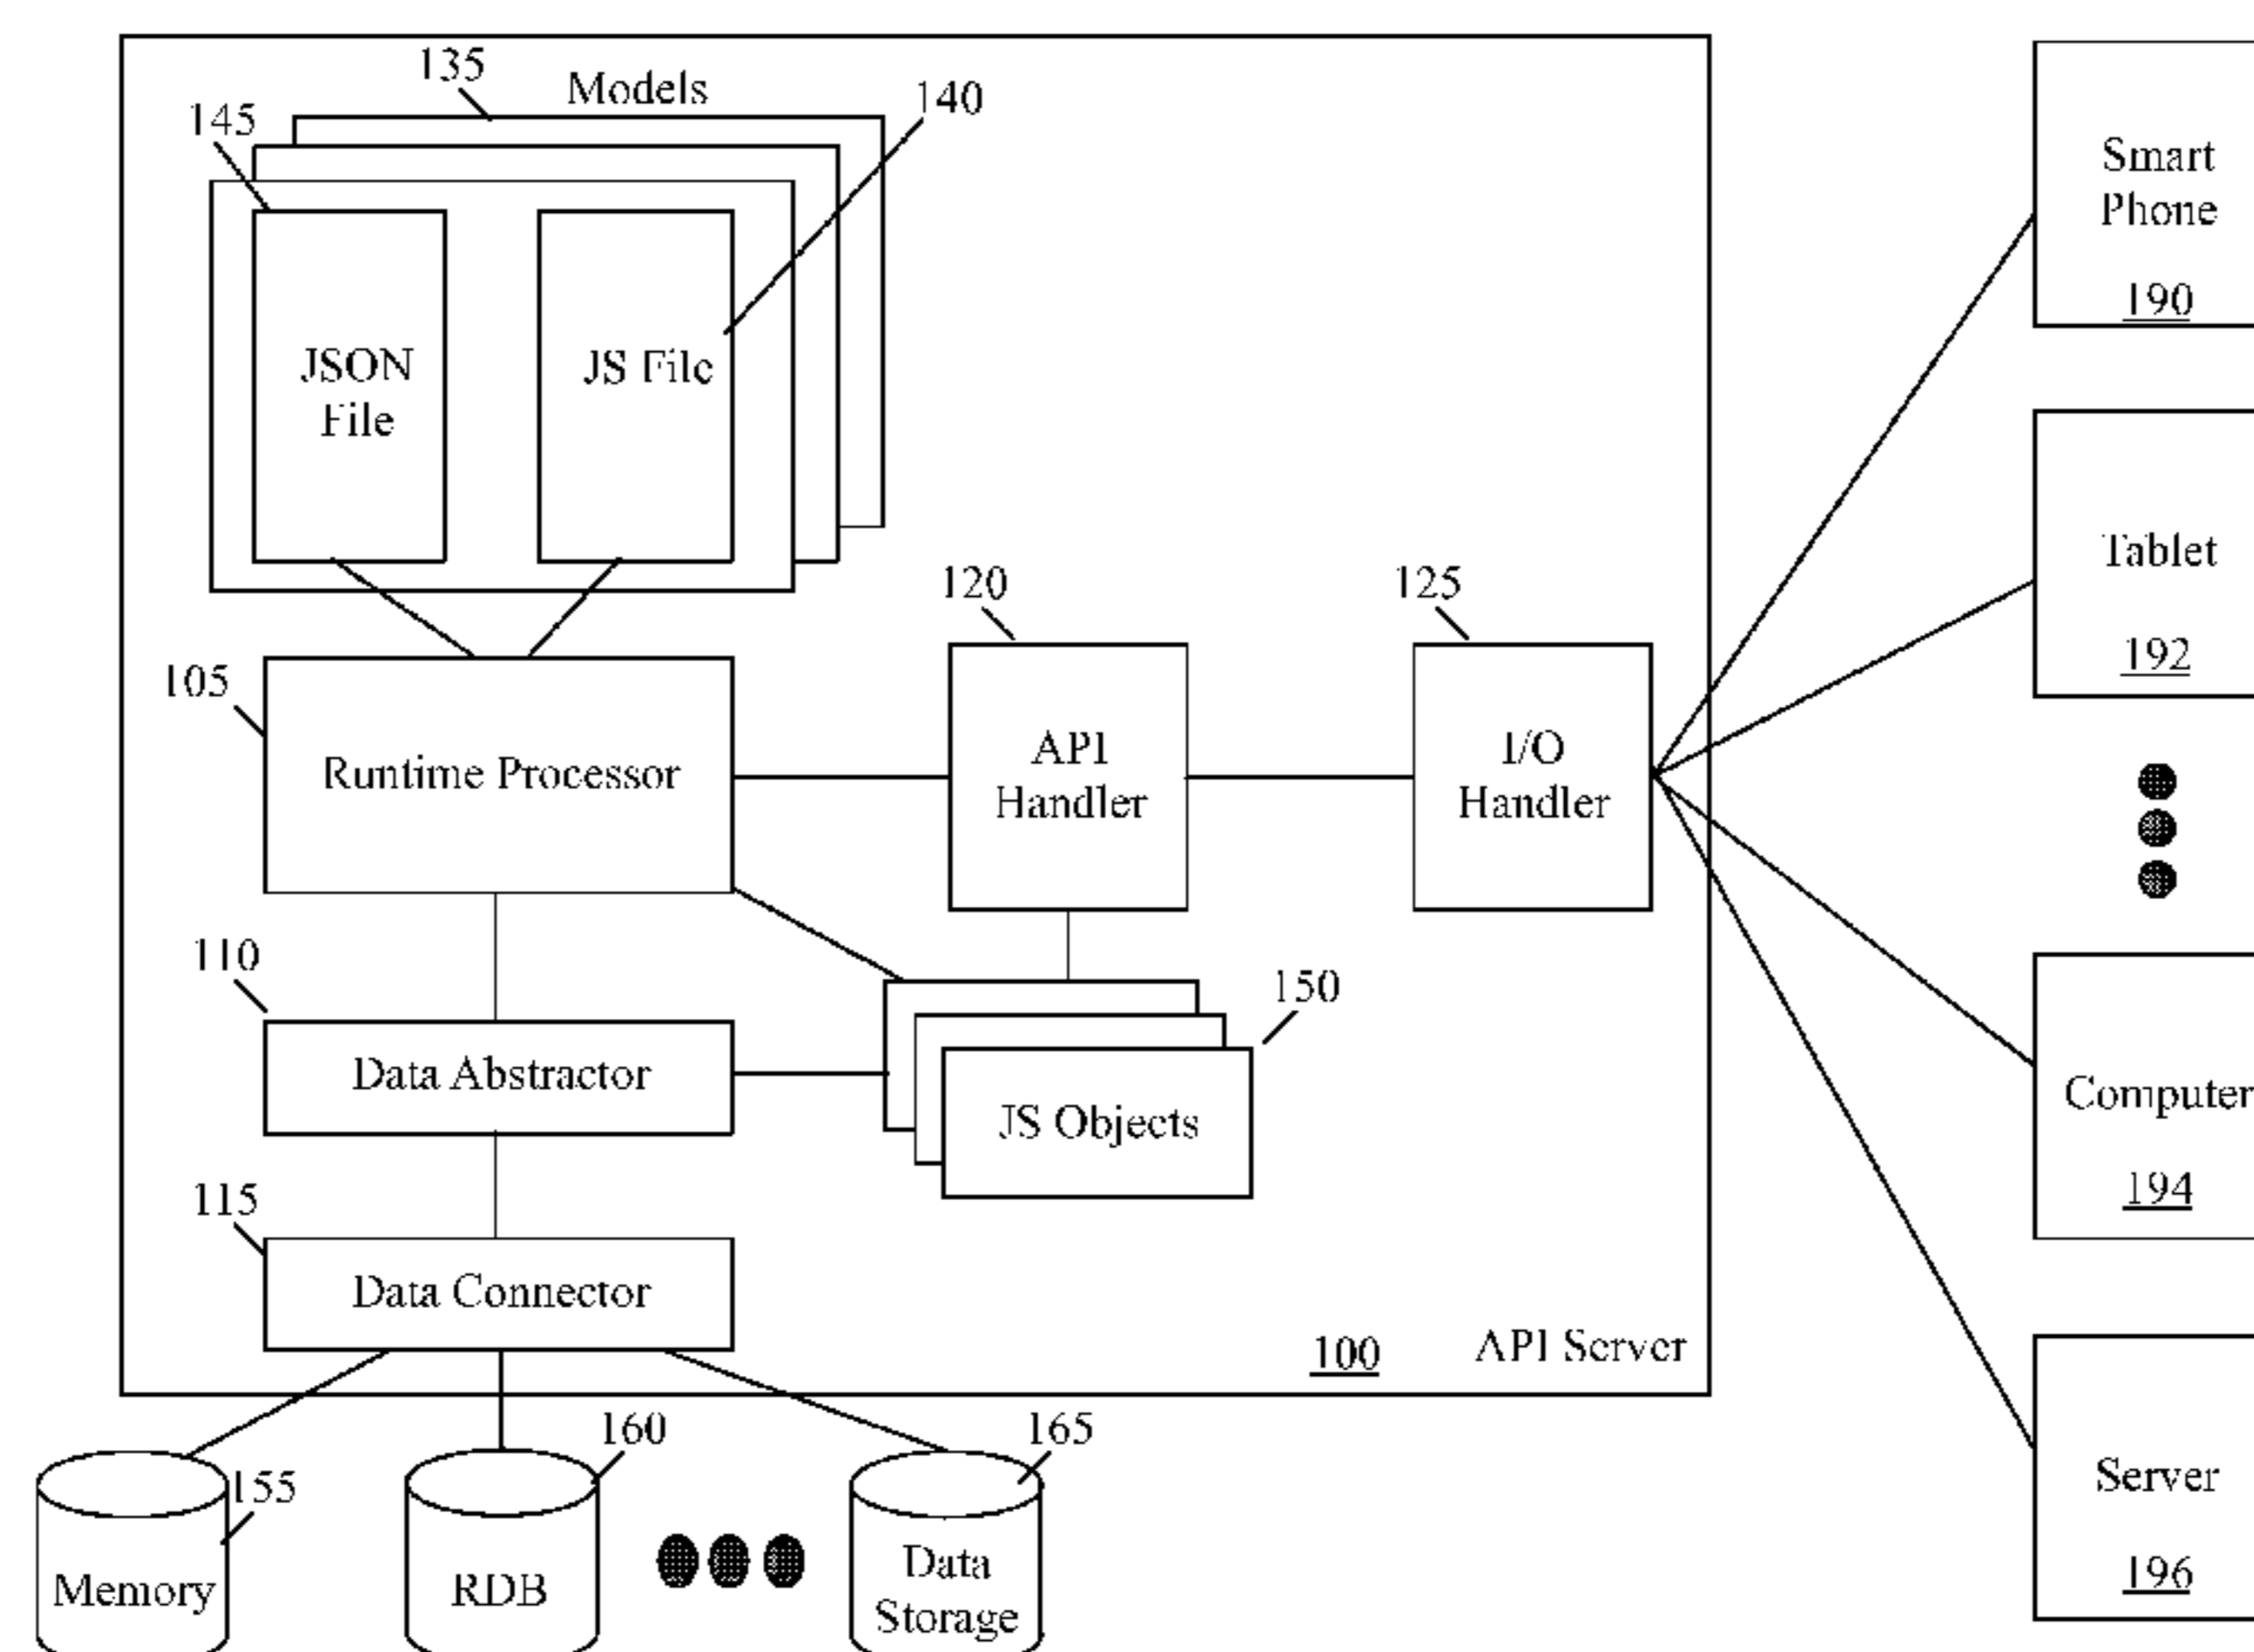 135
Models
140
145
Smart
Phone
190
JSON
File
JS File
Tablet
192
120
125
105
Runtime Processor
API
Handler
I/O
Handler
110
150
Data Abstractor
JS Objects
Computer
194
115
Data Connector
100
API Server
160
165
155
Memory
RDB
Data
Storage
Server
196